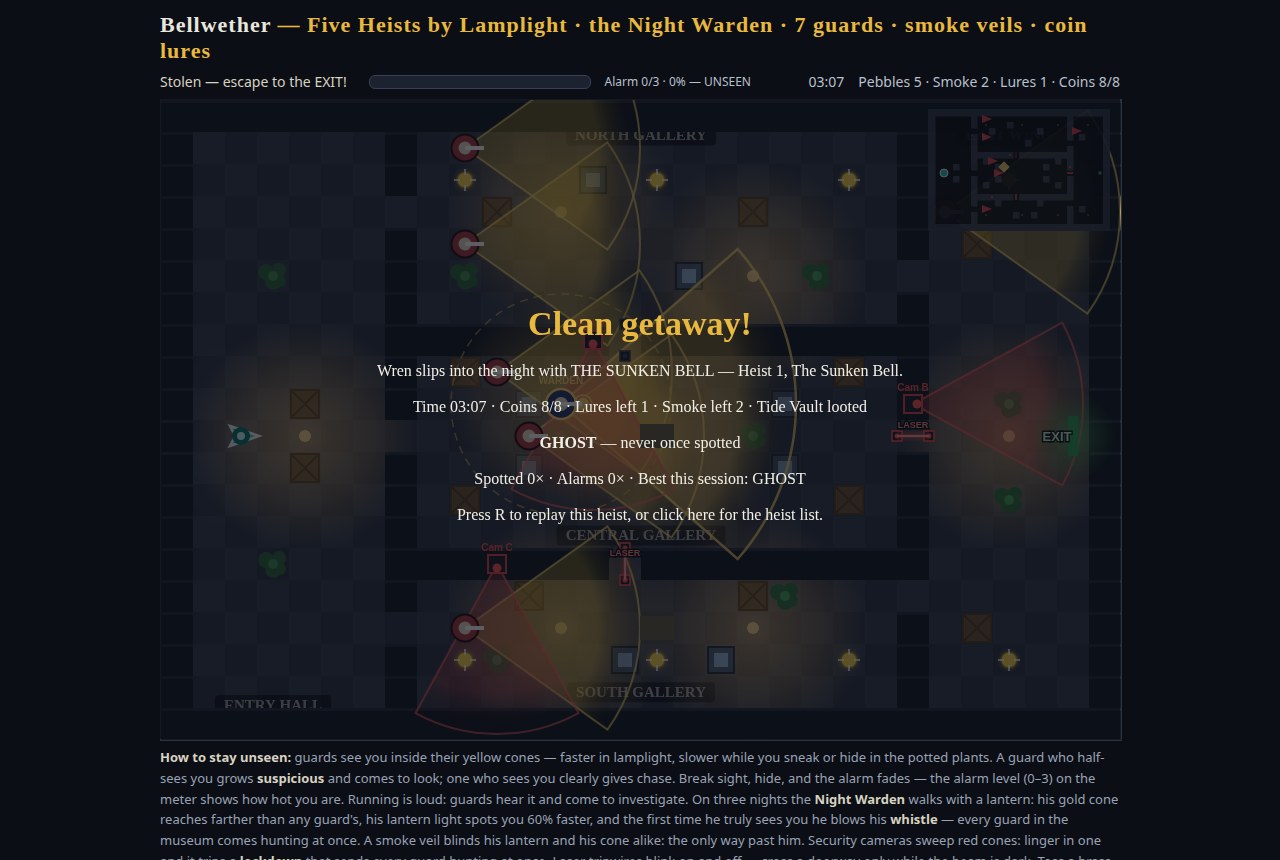 Bellwether — Five Heists by Lamplight · the Night Warden · 7 guards · smoke veils · coin
lures
Stolen — escape to the EXIT!
Alarm 0/3 · 0% — UNSEEN
03:07 Pebbles 5 · Smoke 2 · Lures 1 · Coins 8/8
NORTH GALLERY
Clean getaway!
Wren slips into the night with THE SUNKEN BELL — Heist 1, The Sunken Bell.
WARDEN
Cam B
Time 03:07 · Coins 8/8 · Lures left 1 · Smoke left 2 · Tide Vault looted
LASER
EXIT
GHOST — never once spotted
Spotted 0× · Alarms 0× · Best this session: GHOST
Press R to replay this heist, or click here for the heist list.
CENTRAL GALLERY
Cam C
LASER
SOUTH GALLERY
ENTRY HALL
How to stay unseen: guards see you inside their yellow cones — faster in lamplight, slower while you sneak or hide in the potted plants. A guard who half-
sees you grows suspicious and comes to look; one who sees you clearly gives chase. Break sight, hide, and the alarm fades — the alarm level (0–3) on the
meter shows how hot you are. Running is loud: guards hear it and come to investigate. On three nights the Night Warden walks with a lantern: his gold cone
reaches farther than any guard's, his lantern light spots you 60% faster, and the first time he truly sees you he blows his whistle — every guard in the
museum comes hunting at once. A smoke veil blinds his lantern and his cone alike: the only way past him. Security cameras sweep red cones: linger in one